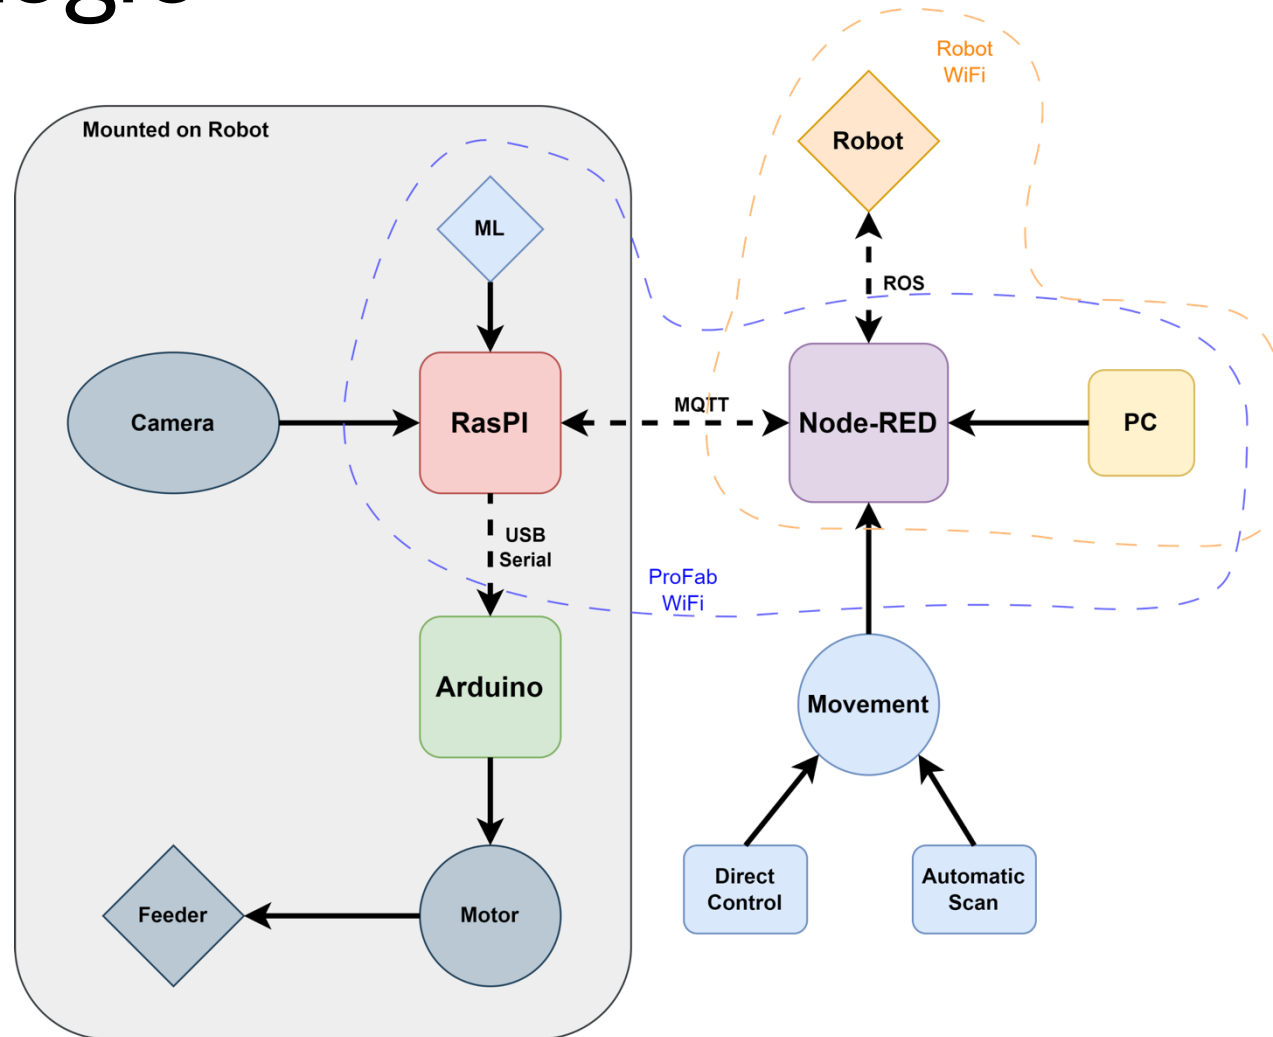 Robot
WiFi
Mounted on Robot
Robot
ML
ROS
Camera
RasPI
MQTT
Node-RED
PC
USB
Serial
ProFab
WiFi
Arduino
Movement
Direct
Control
Automatic
Scan
Feeder
Motor